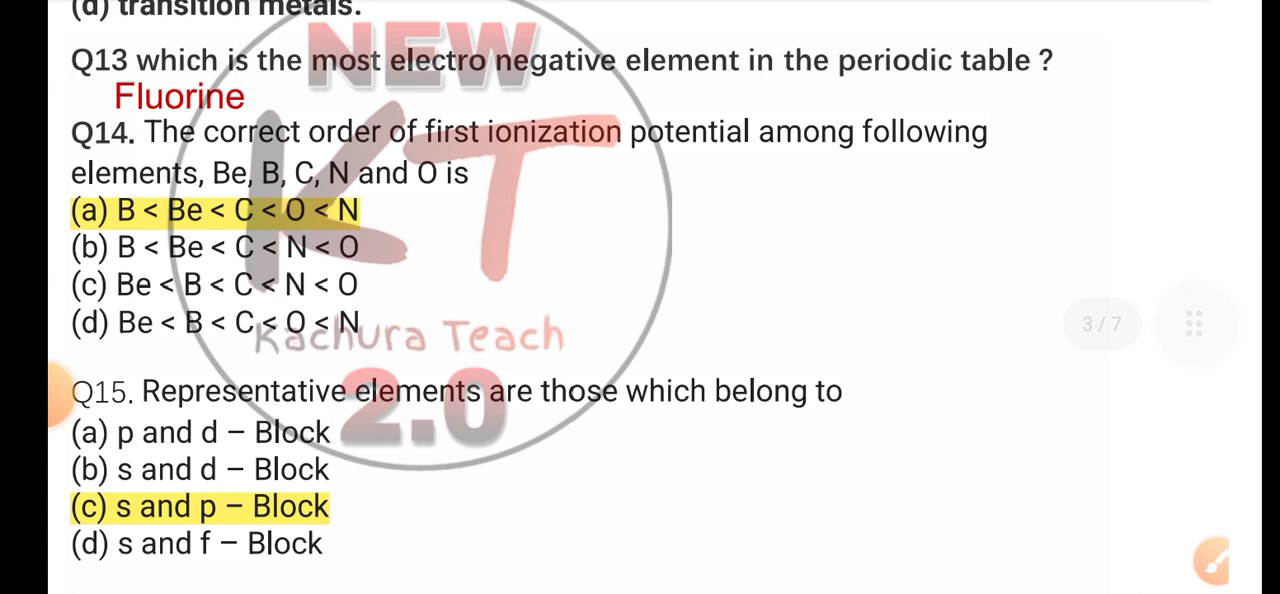 (d) transition metals.
NEW
Q13 which is the most electro negative element in the periodic table ?
Fluorine
Q14. The correct order of first ionization potential among following
elements, Be, B, C, N and O is
(a) B < Be < C < O < N
(b) B < Be < C < N < O
(c) Be < B < C < N < O
(d) Be < B < C < O < N
KT
Kachura Teach
3 / 7
2.0
Q15. Representative elements are those which belong to
(a) p and d – Block
(b) s and d – Block
(c) s and p – Block
(d) s and f – Block